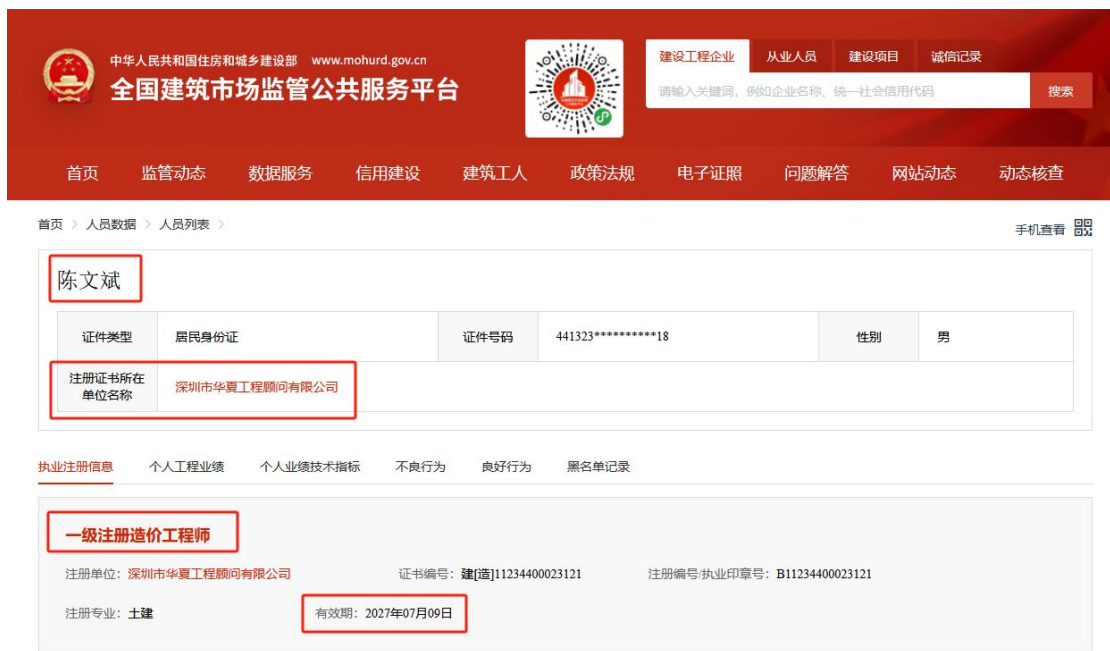 中华人民共和国住房和城乡建设部 www.mohurd.gov.cn
全国建筑市场监管公共服务平台
建设工程企业 从业人员 建设项目 诚信记录
请输入关键词，例如企业名称、统一社会信用代码 搜索
首页 监管动态 数据服务 信用建设 建筑工人 政策法规 电子证照 问题解答 网站动态 动态核查
首页 > 人员数据 > 人员列表 >
手机查看
陈文斌
证件类型 居民身份证 证件号码 441323**********18 性别 男
注册证书所在
单位名称
深圳市华夏工程顾问有限公司
执业注册信息 个人工程业绩 个人业绩技术指标 不良行为 良好行为 黑名单记录
一级注册造价工程师
注册单位：深圳市华夏工程顾问有限公司 证书编号：建[造]11234400023121 注册编号/执业印章号：B11234400023121
注册专业：土建 有效期：2027年07月09日